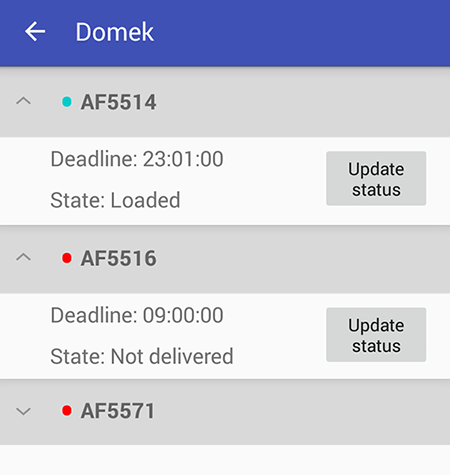 Domek
AF5514
Deadline: 23:01:00
State: Loaded
Update
status
AF5516
Deadline: 09:00:00
State: Not delivered
Update
status
AF5571